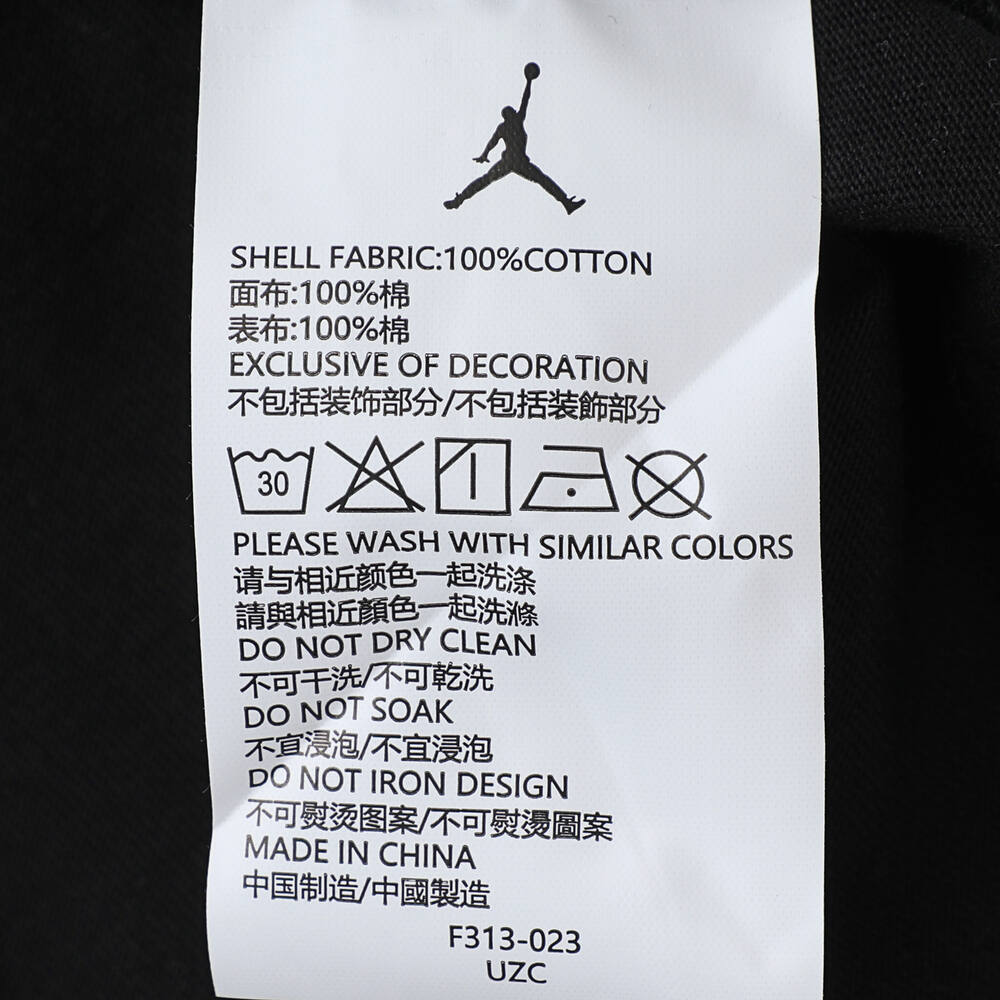 SHELL FABRIC:100%COTTON
面布:100%棉
表布:100%棉
EXCLUSIVE OF DECORATION
不包括装饰部分/不包括装飾部分
30
PLEASE WASH WITH SIMILAR COLORS
请与相近颜色一起洗涤
請與相近顏色一起洗滌
DO NOT DRY CLEAN
不可干洗/不可乾洗
DO NOT SOAK
不宜浸泡/不宜浸泡
DO NOT IRON DESIGN
不可熨烫图案/不可熨燙圖案
MADE IN CHINA
中国制造/中國製造
F313-023
UZC